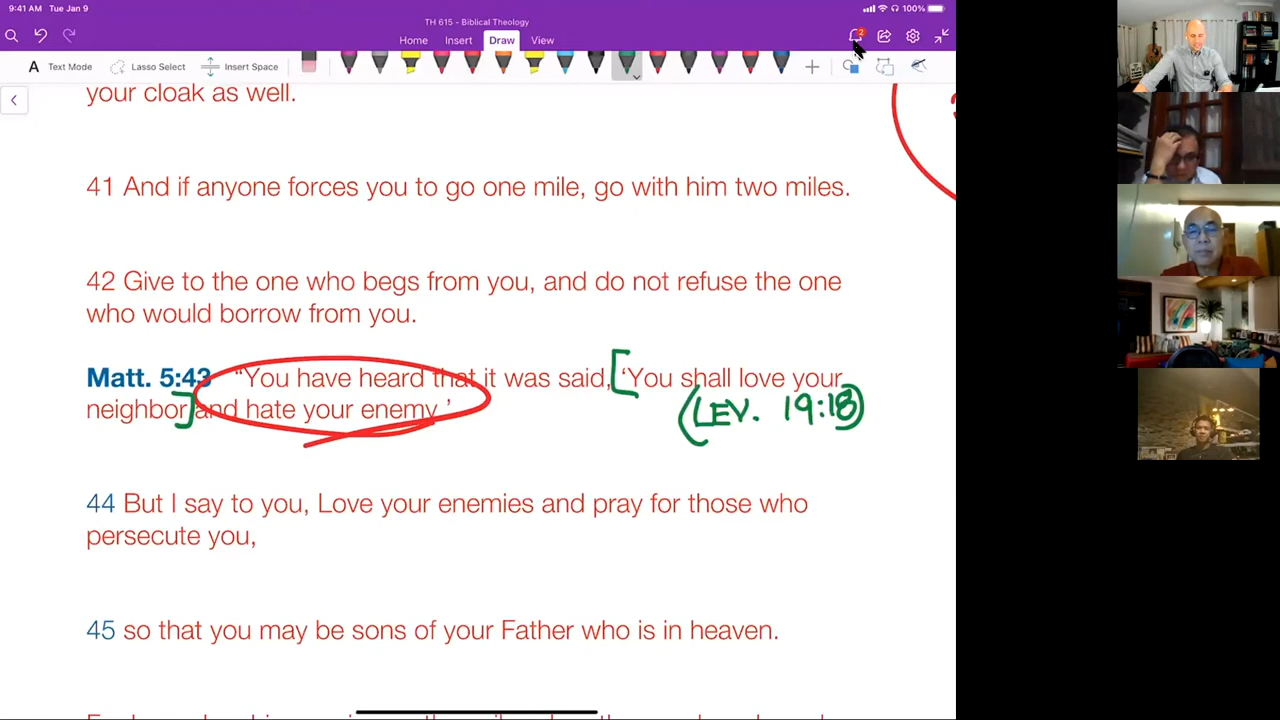 9:41 AM Tue Jan 9
100%
TH 615 - Biblical Theology
Home Insert Draw View
2
A Text Mode Lasso Select Insert Space
your cloak as well.
41 And if anyone forces you to go one mile, go with him two miles.
42 Give to the one who begs from you, and do not refuse the one
who would borrow from you.
Matt. 5:43 “You have heard that it was said, [‘You shall love your
neighbor] and hate your enemy.’
(LEV. 19:18)
44 But I say to you, Love your enemies and pray for those who
persecute you,
45 so that you may be sons of your Father who is in heaven.